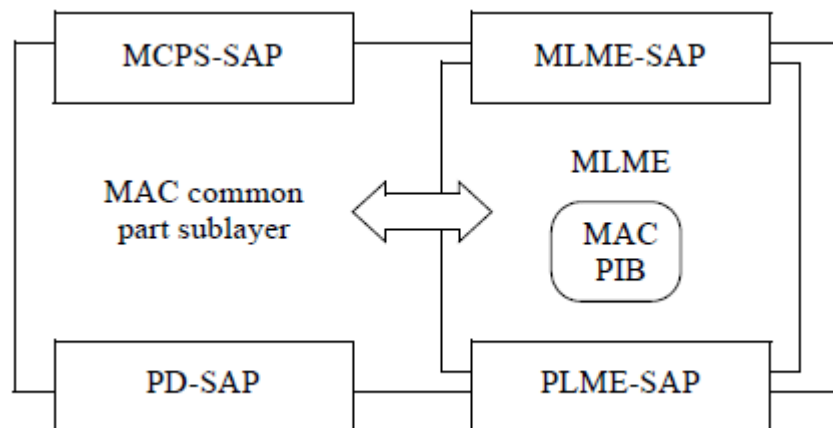 MCPS-SAP
MLME-SAP
MLME
MAC common
part sublayer
MAC
PIB
PD-SAP
PLME-SAP